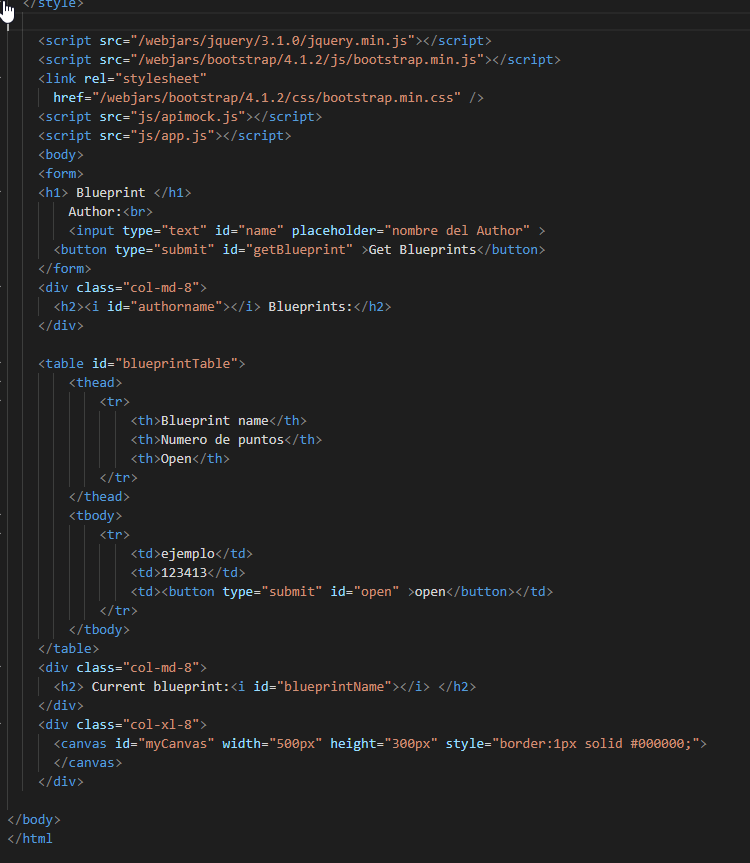 </style>
<script src="/webjars/jquery/3.1.0/jquery.min.js"></script>
<script src="/webjars/bootstrap/4.1.2/js/bootstrap.min.js"></script>
<link rel="stylesheet"
href="/webjars/bootstrap/4.1.2/css/bootstrap.min.css" />
<script src="js/apimock.js"></script>
<script src="js/app.js"></script>
<body>
<form>
<h1> Blueprint </h1>
Author:<br>
<input type="text" id="name" placeholder="nombre del Author" >
<button type="submit" id="getBlueprint" >Get Blueprints</button>
</form>
<div class="col-md-8">
<h2><i id="authorname"></i> Blueprints:</h2>
</div>
<table id="blueprintTable">
<thead>
<tr>
<th>Blueprint name</th>
<th>Numero de puntos</th>
<th>Open</th>
</tr>
</thead>
<tbody>
<tr>
<td>ejemplo</td>
<td>123413</td>
<td><button type="submit" id="open" >open</button></td>
</tr>
</tbody>
</table>
<div class="col-md-8">
<h2> Current blueprint:<i id="blueprintName"></i> </h2>
</div>
<div class="col-xl-8">
<canvas id="myCanvas" width="500px" height="300px" style="border:1px solid #000000;">
</canvas>
</div>
</body>
</html